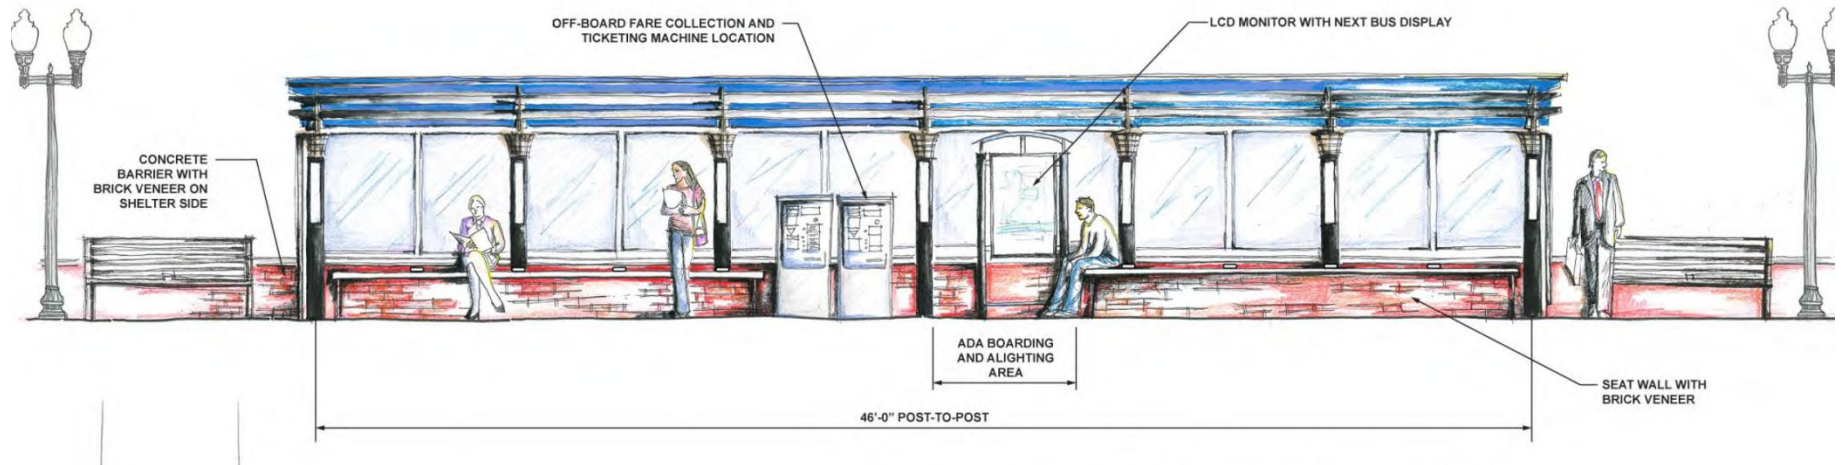 OFF-BOARD FARE COLLECTION AND
TICKETING MACHINE LOCATION
LCD MONITOR WITH NEXT BUS DISPLAY
CONCRETE
BARRIER WITH
BRICK VENEER ON
SHELTER SIDE
ADA BOARDING
AND ALIGHTING
AREA
SEAT WALL WITH
BRICK VENEER
46'-0" POST-TO-POST